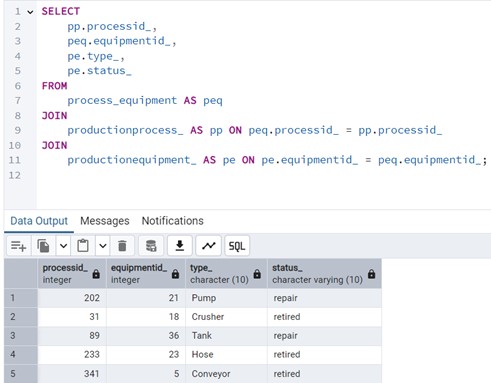 1 SELECT
2 pp.processid_,
3 peq.equipmentid_,
4 pe.type_,
5 pe.status_
6 FROM
7 process_equipment AS peq
8 JOIN
9 productionprocess_ AS pp ON peq.processid_ = pp.processid_
10 JOIN
11 productionequipment_ AS pe ON pe.equipmentid_ = peq.equipmentid_;
12
Data Output Messages Notifications
SQL
processid_ equipmentid_ type_ status_
integer integer character (10) character varying (10)
1 202 21 Pump repair
2 31 18 Crusher retired
3 89 36 Tank repair
4 233 23 Hose retired
5 341 5 Conveyor retired